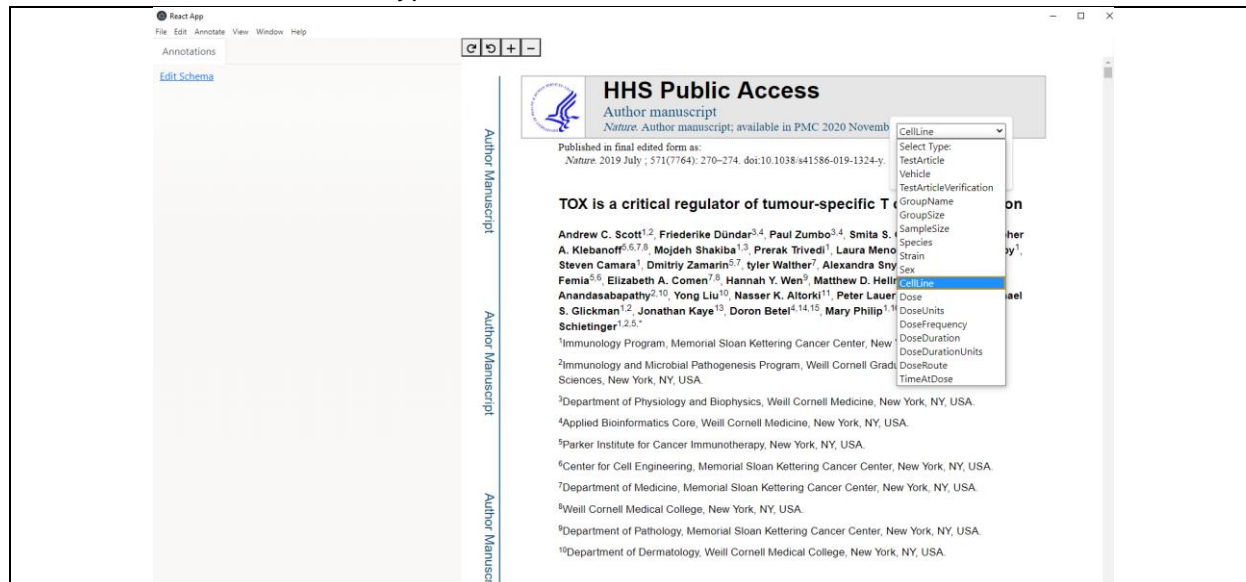 React App
File Edit Annotate View Window Help
Annotations
Edit Schema
HHS Public Access
Author manuscript
Nature. Author manuscript; available in PMC 2020 Novemb
Published in final edited form as:
Nature. 2019 July ; 571(7764): 270–274. doi:10.1038/s41586-019-1324-y.
CellLine
Select Type:
TestArticle
Vehicle
TestArticleVerification
GroupName
GroupSize
SampleSize
Species
Strain
Sex
CellLine
Dose
DoseUnits
DoseFrequency
DoseDuration
DoseDurationUnits
DoseRoute
TimeAtDose
TOX is a critical regulator of tumour-specific T on
Andrew C. Scott1,2, Friederike Dündar3,4, Paul Zumbo3,4, Smita S. her
A. Klebanoff5,6,7,8, Mojdeh Shakiba1,3, Prerak Trivedi1, Laura Meno by1,
Steven Camara1, Dmitriy Zamarin5,7, tyler Walther7, Alexandra Sny
Femia5,6, Elizabeth A. Comen7,8, Hannah Y. Wen9, Matthew D. Hell
Anandasabapathy2,10, Yong Liu10, Nasser K. Altorki11, Peter Lauer ael
S. Glickman1,2, Jonathan Kaye13, Doron Betel4,14,15, Mary Philip
Schietinger1,2,5,*
1Immunology Program, Memorial Sloan Kettering Cancer Center, New
2Immunology and Microbial Pathogenesis Program, Weill Cornell Gradu
Sciences, New York, NY, USA.
3Department of Physiology and Biophysics, Weill Cornell Medicine, New York, NY, USA.
4Applied Bioinformatics Core, Weill Cornell Medicine, New York, NY, USA.
5Parker Institute for Cancer Immunotherapy, New York, NY, USA.
6Center for Cell Engineering, Memorial Sloan Kettering Cancer Center, New York, NY, USA.
7Department of Medicine, Memorial Sloan Kettering Cancer Center, New York, NY, USA.
8Weill Cornell Medical College, New York, NY, USA.
9Department of Pathology, Memorial Sloan Kettering Cancer Center, New York, NY, USA.
10Department of Dermatology, Weill Cornell Medical College, New York, NY, USA.
Author Manuscript
Author Manuscript
Author Manuscr